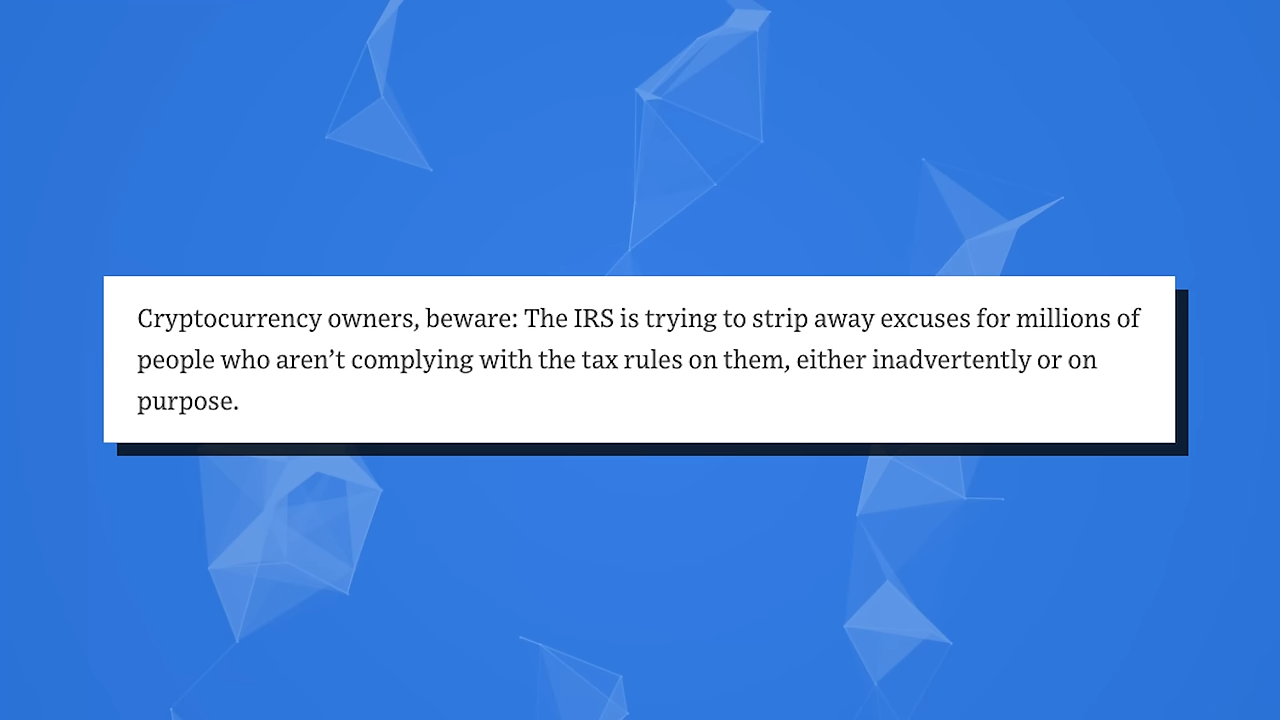 Cryptocurrency owners, beware: The IRS is trying to strip away excuses for millions of
people who aren’t complying with the tax rules on them, either inadvertently or on
purpose.